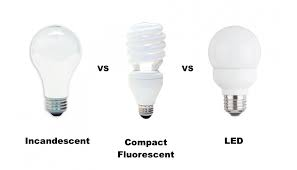 vs
vs
Incandescent
Compact
Fluorescent
LED